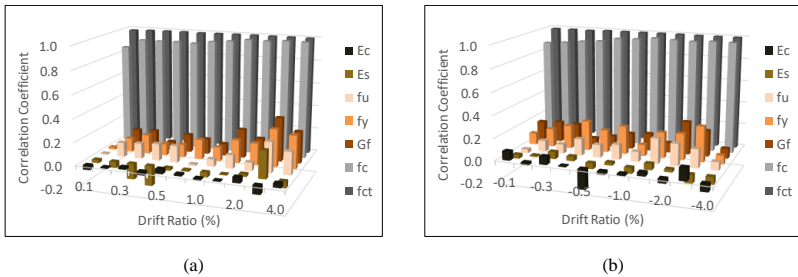 Correlation Coefficient
1.0
0.8
0.6
0.4
0.2
0.0
-0.2
0.1
0.3
0.5
1.0
2.0
4.0
Drift Ratio (%)
Ec
Es
fu
fy
Gf
fc
fct
(a)
Correlation Coefficient
1.0
0.8
0.6
0.4
0.2
0.0
-0.2
-0.1
-0.3
-0.5
-1.0
-2.0
-4.0
Drift Ratio (%)
Ec
Es
fu
fy
Gf
fc
fct
(b)